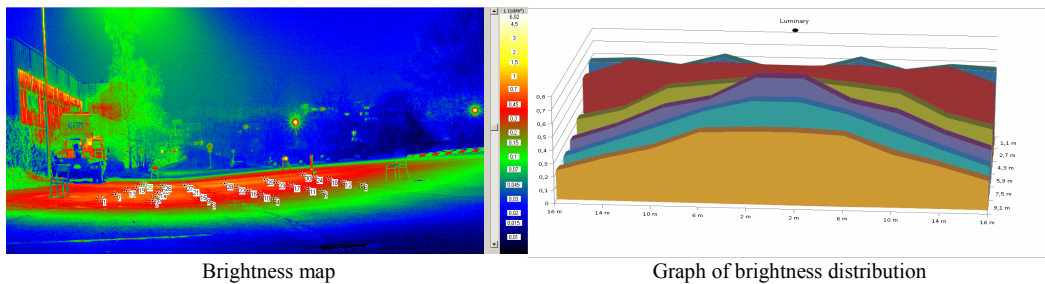 L (cd/m²)
6,02
4,5
3
2
1,5
1
0,7
0,45
0,3
0,2
0,15
0,1
0,07
0,045
0,03
0,02
0,015
0,01
Luminary
0,8
0,7
0,6
0,5
0,4
0,3
0,2
0,1
0
16 m 14 m 10 m 6 m 2 m 2 m 6 m 10 m 14 m 16 m
1,1 m
2,7 m
4,3 m
5,9 m
7,5 m
9,1 m
Brightness map
Graph of brightness distribution